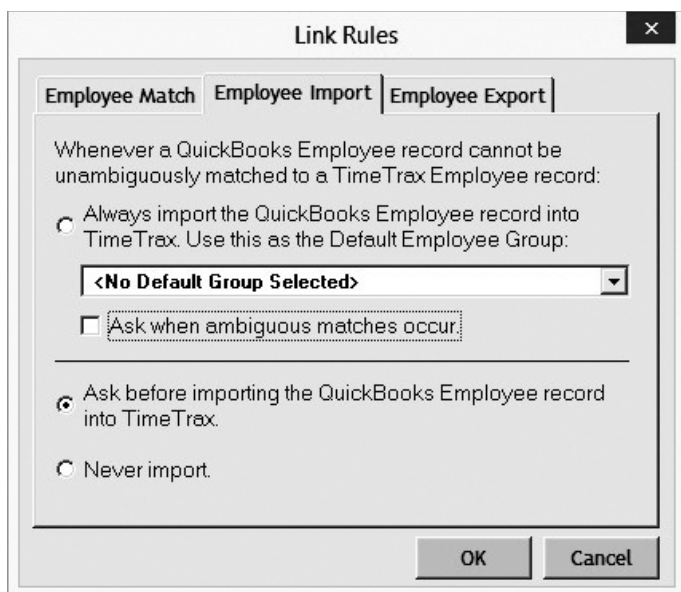 Link Rules
Employee Match Employee Import Employee Export
Whenever a QuickBooks Employee record cannot be
unambiguously matched to a TimeTrax Employee record:
Always import the QuickBooks Employee record into
TimeTrax. Use this as the Default Employee Group:
<No Default Group Selected>
Ask when ambiguous matches occur.
Ask before importing the QuickBooks Employee record
into TimeTrax.
Never import.
OK Cancel